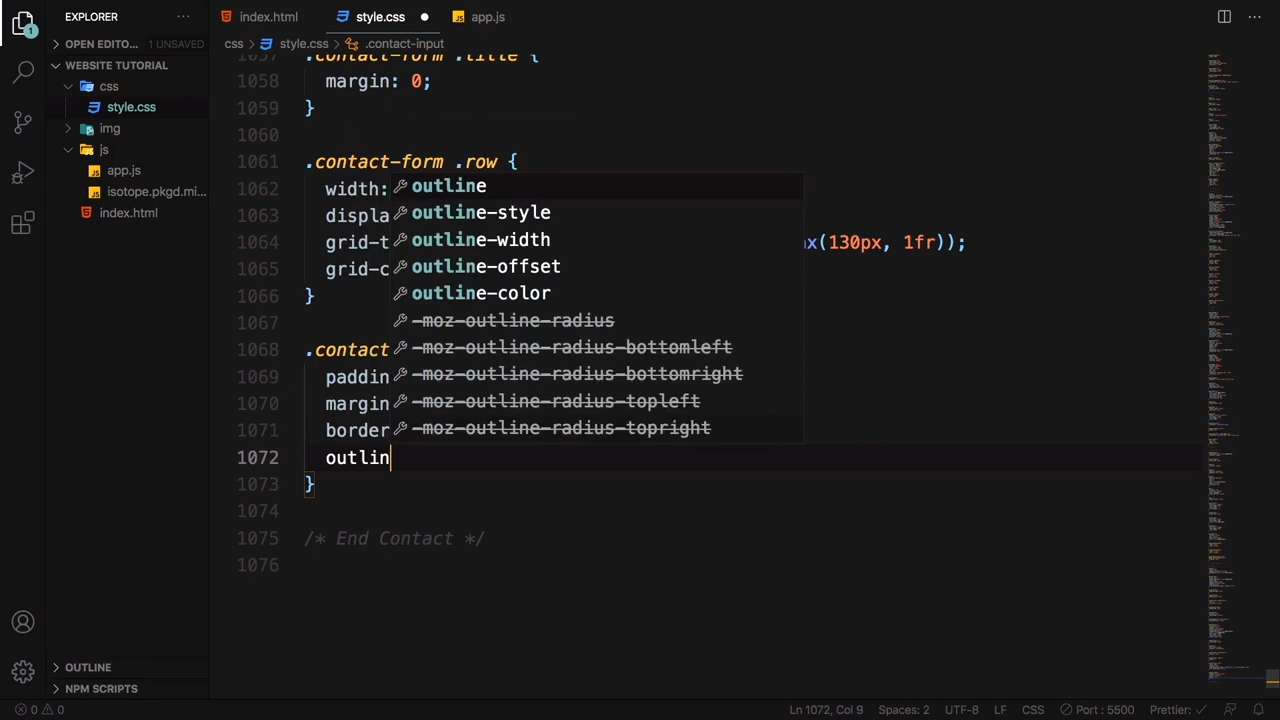 EXPLORER
index.html
style.css
app.js
OPEN EDITO... 1 UNSAVED
css
style.css
.contact-input
WEBSITE TUTORIAL
css
style.css
img
js
app.js
isotope.pkgd.mi...
index.html
1057 .contact-form .title {
1058 margin: 0;
1059 }
1060
1061 .contact-form .row {
1062 width:
1063 displa
1064 grid-t x(130px, 1fr));
1065 grid-c
1066 }
1067
1068 .contact
1069 paddin
1070 margin
1071 border
1072 outlin
1073 }
1074
1075 /* End Contact */
1076
outline
outline-style
outline-width
outline-offset
outline-color
-moz-outline-radius
-moz-outline-radius-bottomleft
-moz-outline-radius-bottomright
-moz-outline-radius-topleft
-moz-outline-radius-topright
OUTLINE
NPM SCRIPTS
1
0 0
Ln 1072, Col 9
Spaces: 2
UTF-8
LF
CSS
Port : 5500
Prettier: